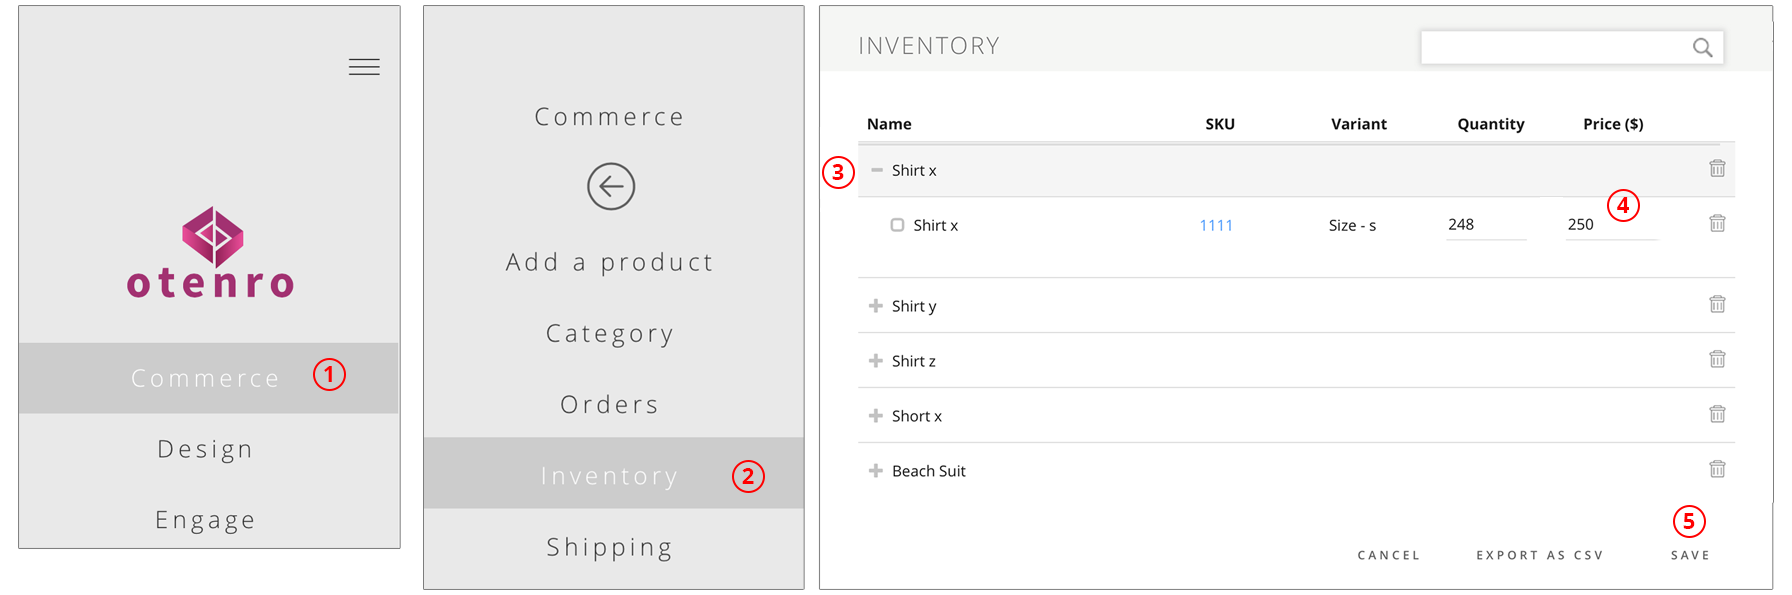 otenro
Commerce 1
Design
Engage
Commerce
Add a product
Category
Orders
Inventory 2
Shipping
INVENTORY
Name SKU Variant Quantity Price ($)
3 Shirt x
4
Shirt x 1111 Size - s 248 250
Shirt y
Shirt z
Short x
Beach Suit
5
CANCEL EXPORT AS CSV SAVE